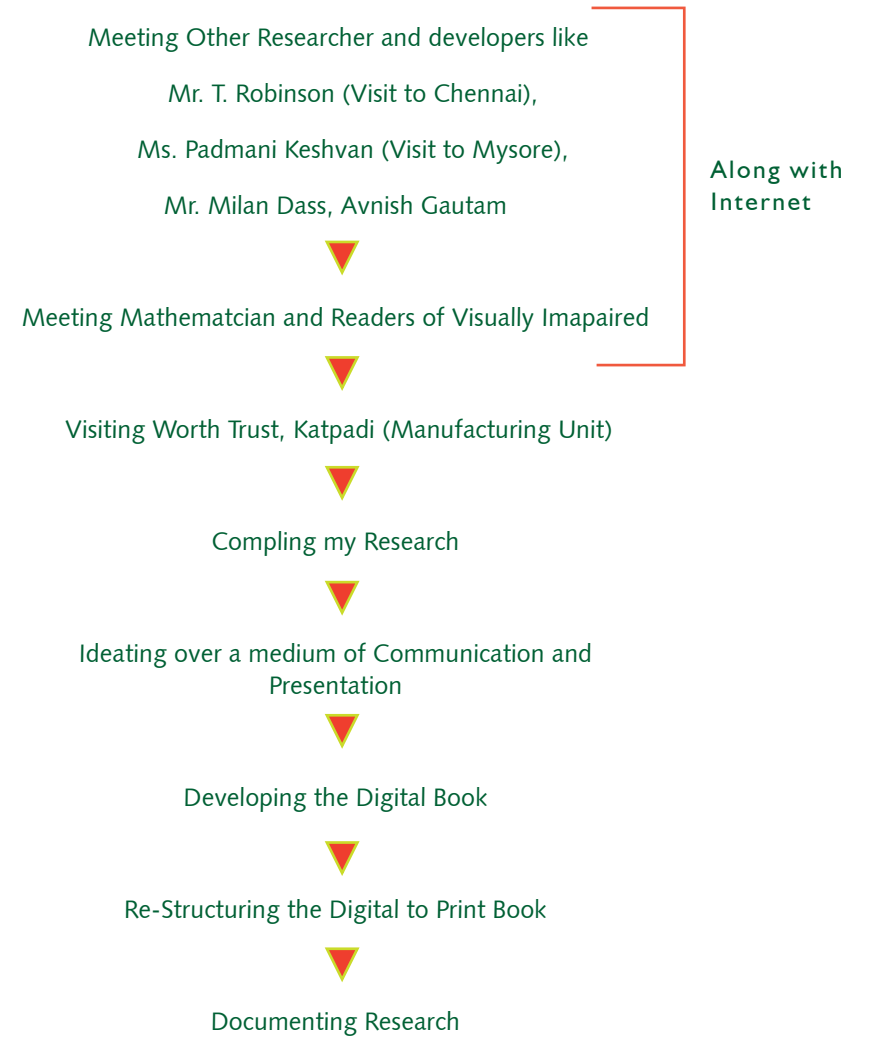 Meeting Other Researcher and developers like
Mr. T. Robinson (Visit to Chennai),
Ms. Padmani Keshvan (Visit to Mysore),
Mr. Milan Dass, Avnish Gautam
Along with
Internet
Meeting Mathematcian and Readers of Visually Imapaired
Visiting Worth Trust, Katpadi (Manufacturing Unit)
Compling my Research
Ideating over a medium of Communication and
Presentation
Developing the Digital Book
Re-Structuring the Digital to Print Book
Documenting Research